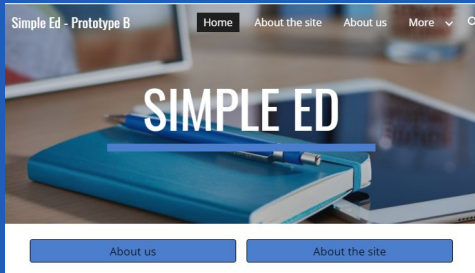 Simple Ed - Prototype B Home About the site About us More
SIMPLE ED
About us About the site